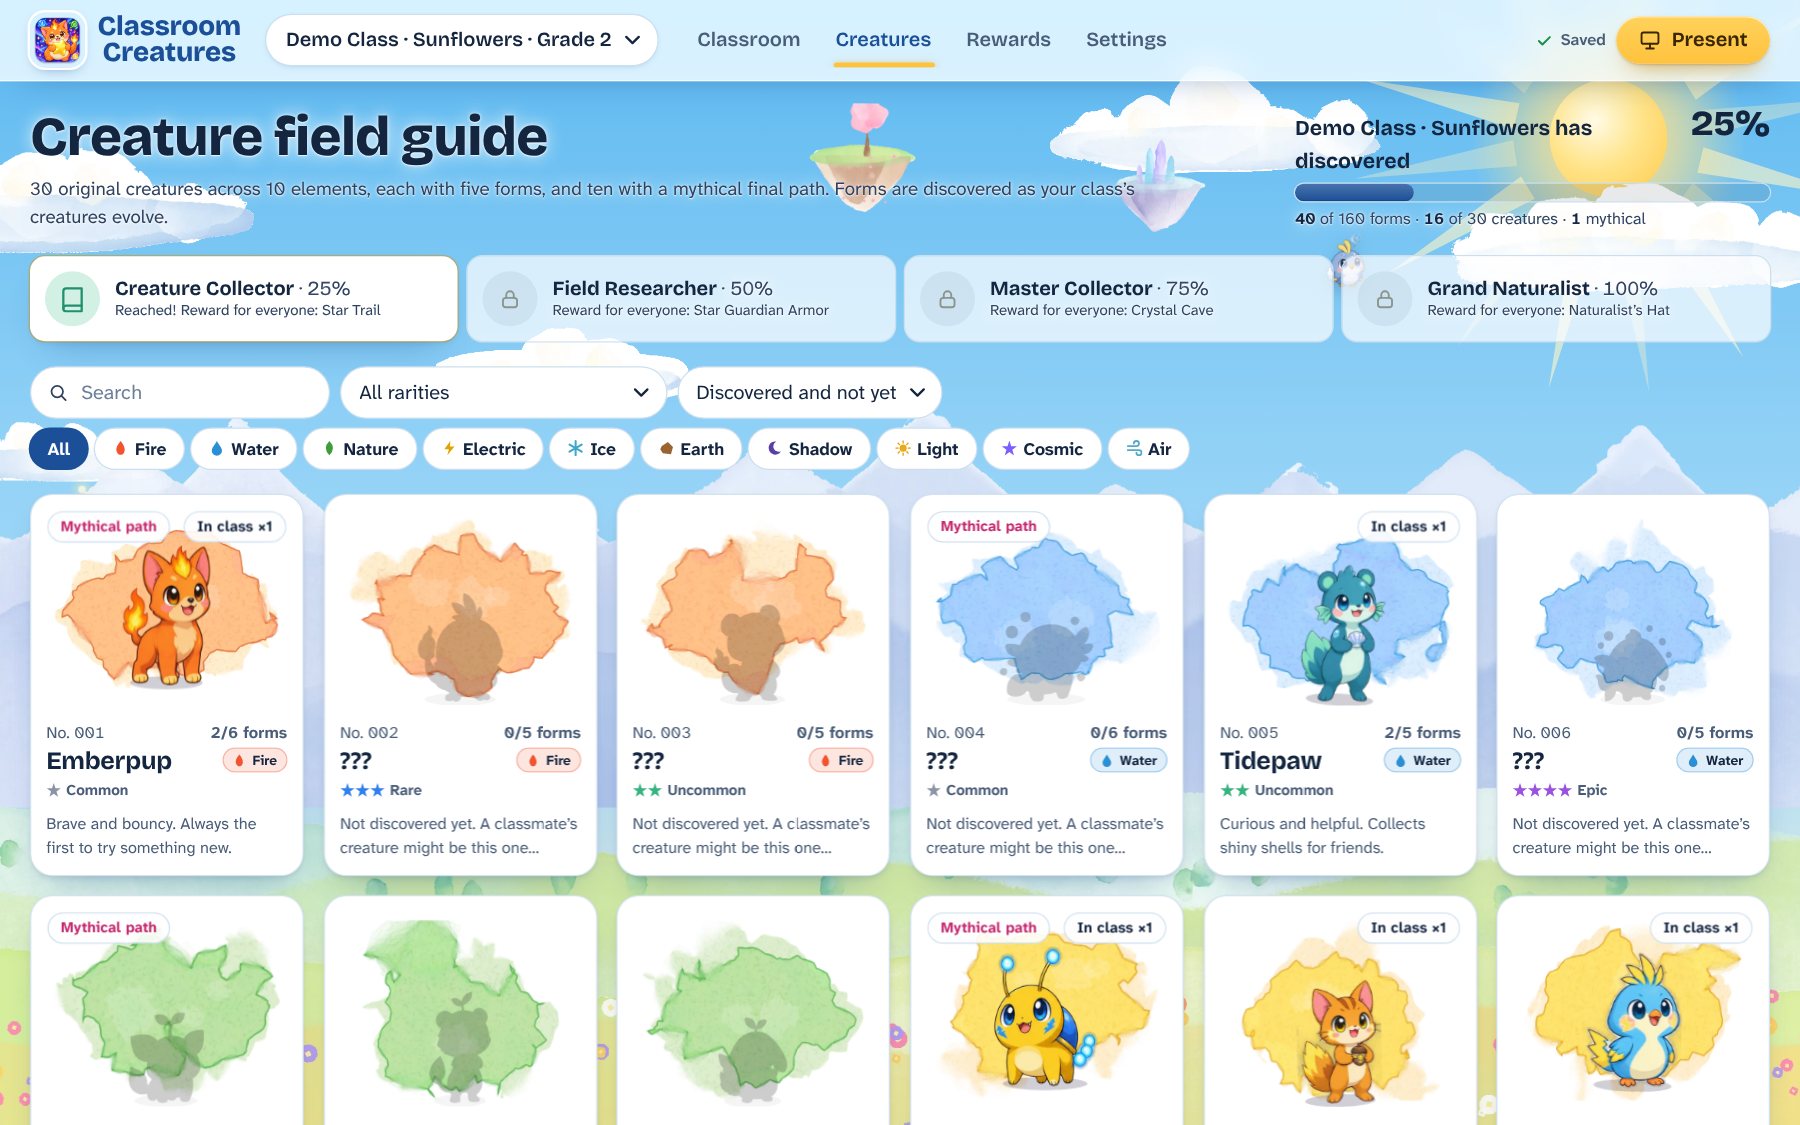 Classroom
Creatures
Demo Class · Sunflowers · Grade 2
Classroom
Creatures
Rewards
Settings
Saved
Present
Creature field guide
30 original creatures across 10 elements, each with five forms, and ten with a mythical final path. Forms are discovered as your class’s
creatures evolve.
Demo Class · Sunflowers has
discovered
25%
40 of 160 forms · 16 of 30 creatures · 1 mythical
Creature Collector · 25%
Reached! Reward for everyone: Star Trail
Field Researcher · 50%
Reward for everyone: Star Guardian Armor
Master Collector · 75%
Reward for everyone: Crystal Cave
Grand Naturalist · 100%
Reward for everyone: Naturalist’s Hat
Search
All rarities
Discovered and not yet
All
Fire
Water
Nature
Electric
Ice
Earth
Shadow
Light
Cosmic
Air
Mythical path
In class ×1
No. 001
2/6 forms
Emberpup
Fire
Common
Brave and bouncy. Always the
first to try something new.
No. 002
0/5 forms
???
Fire
Rare
Not discovered yet. A classmate’s
creature might be this one...
No. 003
0/5 forms
???
Fire
Uncommon
Not discovered yet. A classmate’s
creature might be this one...
Mythical path
No. 004
0/6 forms
???
Water
Common
Not discovered yet. A classmate’s
creature might be this one...
In class ×1
No. 005
2/5 forms
Tidepaw
Water
Uncommon
Curious and helpful. Collects
shiny shells for friends.
No. 006
0/5 forms
???
Water
Epic
Not discovered yet. A classmate’s
creature might be this one...
Mythical path
Mythical path
In class ×1
In class ×1
In class ×1